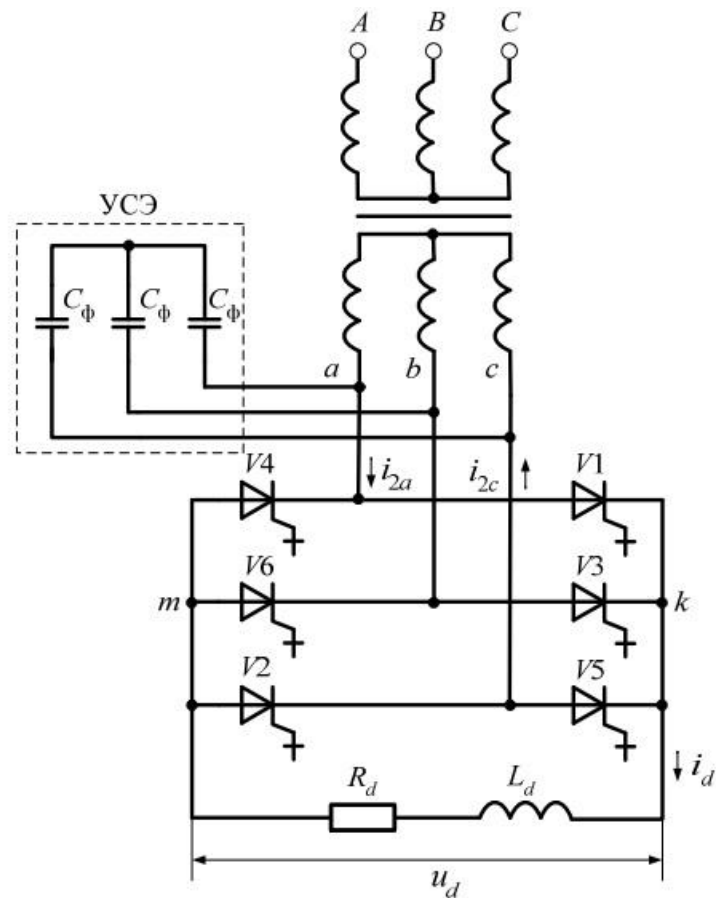 A B C
УСЭ
Cф Cф Cф
a b c
i2a i2c
V4 V1
V6 V3
m k
V2 V5
Rd Ld id
ud